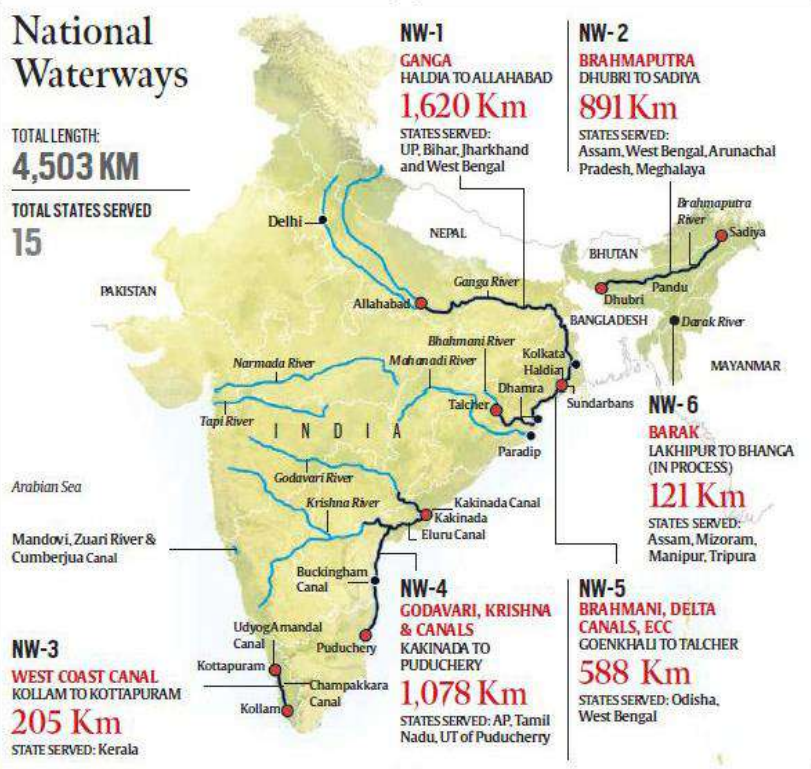 National
Waterways
TOTAL LENGTH:
4,503 KM
TOTAL STATES SERVED
15
NW-1
GANGA
HALDIA TO ALLAHABAD
1,620 Km
STATES SERVED:
UP, Bihar, Jharkhand
and West Bengal
NW-2
BRAHMAPUTRA
DHUBRI TO SADIYA
891 Km
STATES SERVED:
Assam, West Bengal, Arunachal
Pradesh, Meghalaya
Brahmaputra
River
Sadiya
Delhi
NEPAL
BHUTAN
PAKISTAN
Ganga River
Pandu
Dhubri
Allahabad
BANGLADESH
Darak River
Bhahmani River
Mahanadi River
Kolkata
Haldia
Narmada River
MAYANMAR
Dhamra
Talcher
Sundarbans
Tapi River
INDIA
Paradip
NW-6
BARAK
LAKHIPUR TO BHANGA
(IN PROCESS)
121 Km
STATES SERVED:
Assam, Mizoram,
Manipur, Tripura
Arabian Sea
Godavari River
Krishna River
Kakinada Canal
Kakinada
Eluru Canal
Mandovi, Zuari River &
Cumberjua Canal
Buckingham
Canal
NW-4
GODAVARI, KRISHNA
& CANALS
KAKINADA TO
PUDUCHERY
1,078 Km
STATES SERVED: AP, Tamil
Nadu, UT of Puducherry
NW-5
BRAHMANI, DELTA
CANALS, ECC
GOENKHALI TO TALCHER
588 Km
STATES SERVED: Odisha,
West Bengal
Udyog Amandal
Canal
Puduchery
Kottapuram
Champakkara
Canal
Kollam
NW-3
WEST COAST CANAL
KOLLAM TO KOTTAPURAM
205 Km
STATE SERVED: Kerala